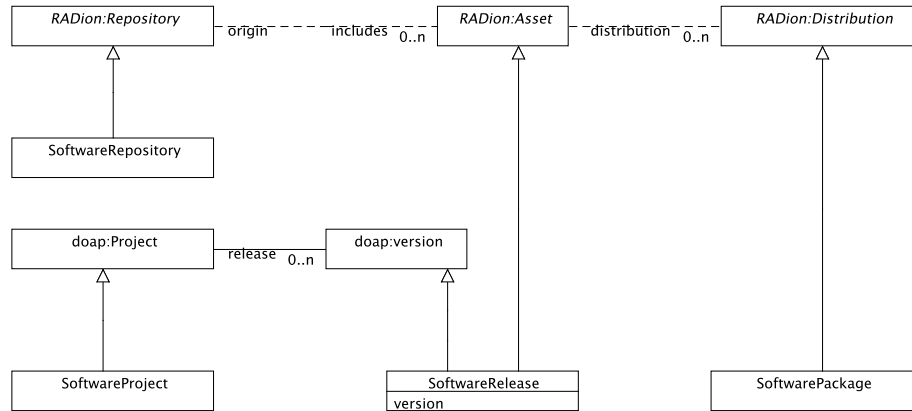 RADion:Repository
origin
includes
0..n
RADion:Asset
distribution
0..n
RADion:Distribution
SoftwareRepository
doap:Project
release
0..n
doap:version
SoftwareProject
SoftwareRelease
version
SoftwarePackage